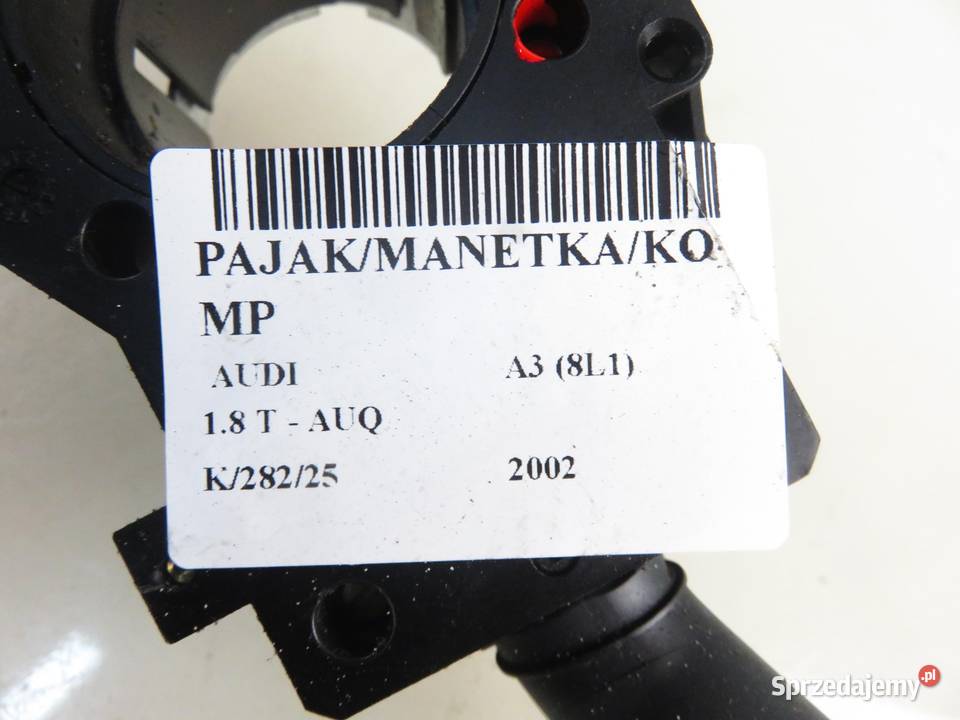 PAJAK/MANETKA/KO
MP
AUDI A3 (8L1)
1.8 T - AUQ
K/282/25 2002
Sprzedajemy.pl